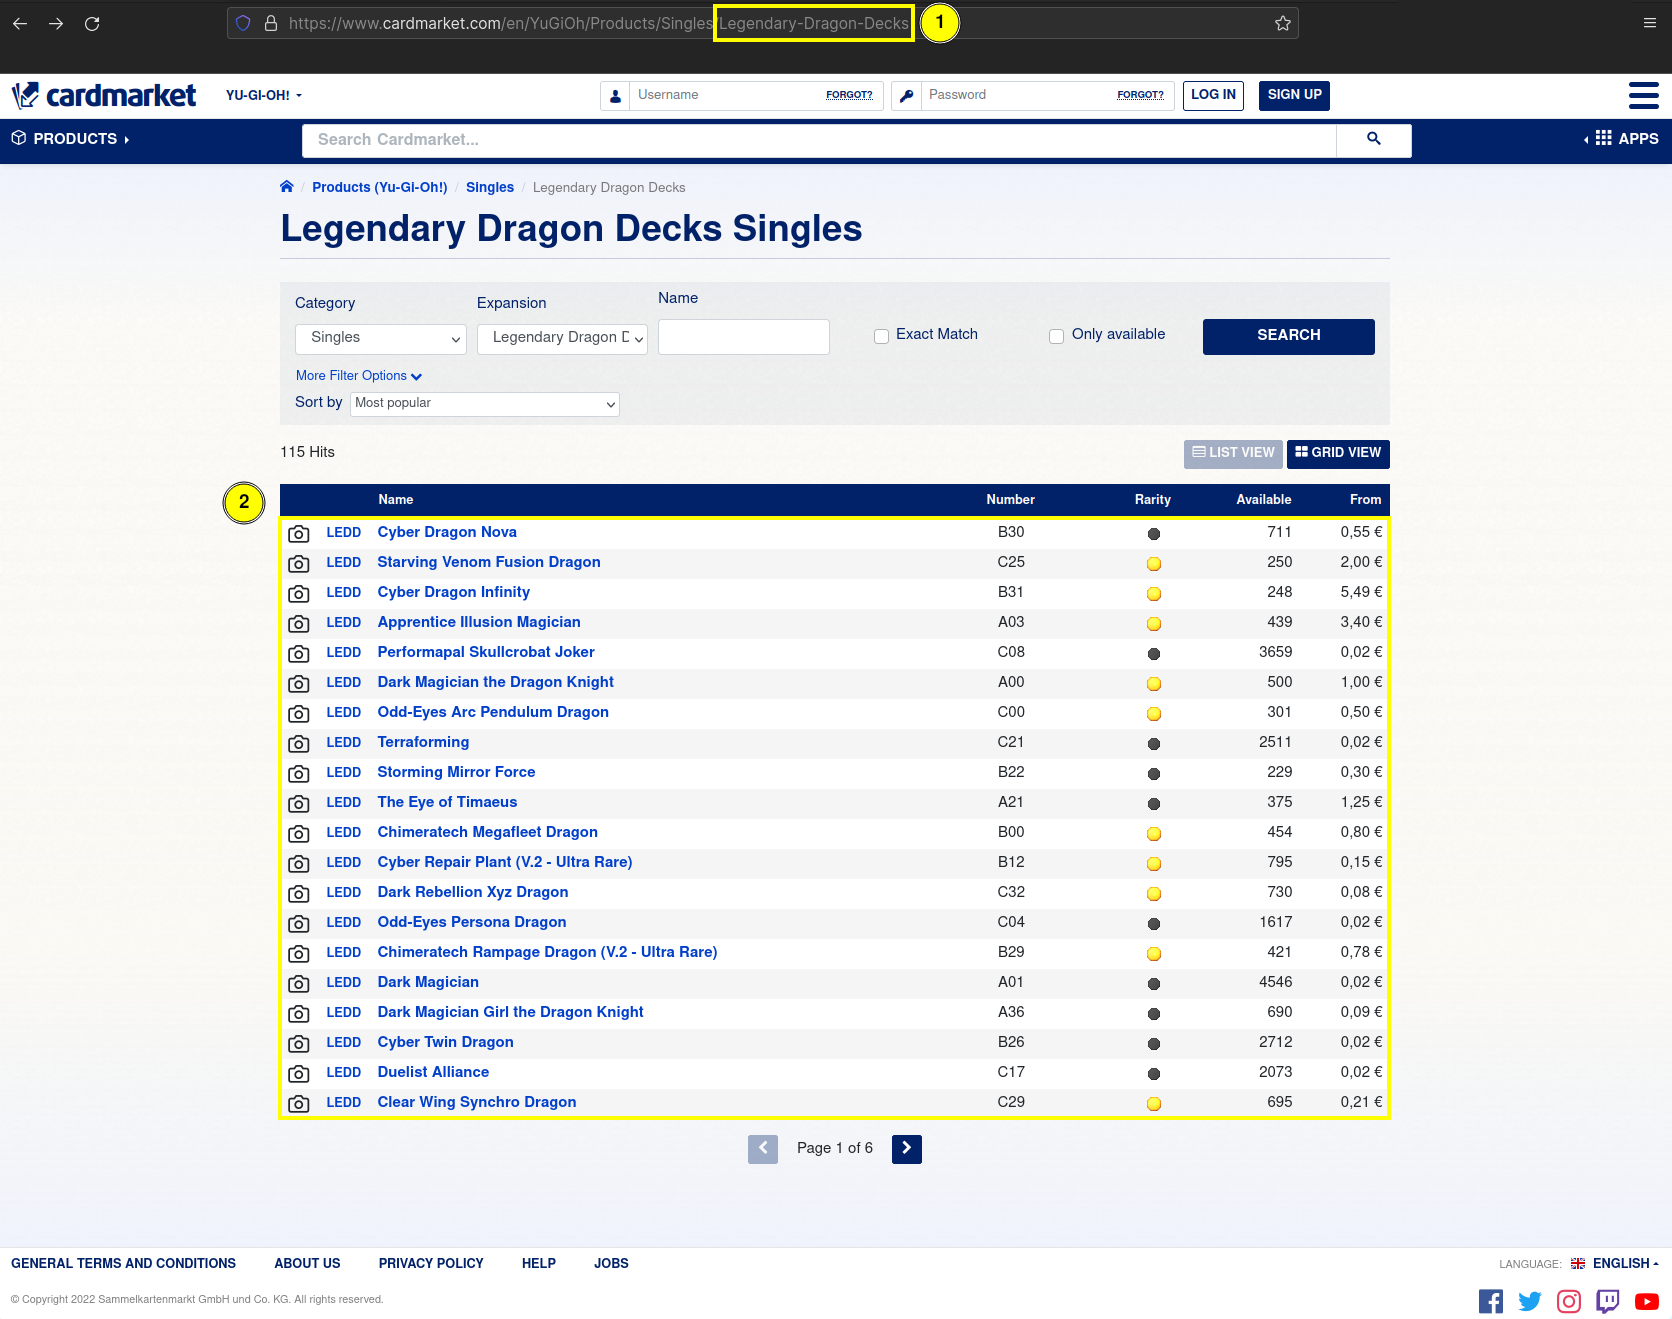 https://www.cardmarket.com/en/YuGiOh/Products/Singles/Legendary-Dragon-Decks
1
cardmarket YU-GI-OH! Username FORGOT? Password FORGOT? LOG IN SIGN UP
PRODUCTS Search Cardmarket... APPS
/ Products (Yu-Gi-Oh!) / Singles / Legendary Dragon Decks
Legendary Dragon Decks Singles
Category Expansion Name
Singles Legendary Dragon D Exact Match Only available SEARCH
More Filter Options
Sort by Most popular
115 Hits LIST VIEW GRID VIEW
2
Name Number Rarity Available From
LEDD Cyber Dragon Nova B30 711 0,55 €
LEDD Starving Venom Fusion Dragon C25 250 2,00 €
LEDD Cyber Dragon Infinity B31 248 5,49 €
LEDD Apprentice Illusion Magician A03 439 3,40 €
LEDD Performapal Skullcrobat Joker C08 3659 0,02 €
LEDD Dark Magician the Dragon Knight A00 500 1,00 €
LEDD Odd-Eyes Arc Pendulum Dragon C00 301 0,50 €
LEDD Terraforming C21 2511 0,02 €
LEDD Storming Mirror Force B22 229 0,30 €
LEDD The Eye of Timaeus A21 375 1,25 €
LEDD Chimeratech Megafleet Dragon B00 454 0,80 €
LEDD Cyber Repair Plant (V.2 - Ultra Rare) B12 795 0,15 €
LEDD Dark Rebellion Xyz Dragon C32 730 0,08 €
LEDD Odd-Eyes Persona Dragon C04 1617 0,02 €
LEDD Chimeratech Rampage Dragon (V.2 - Ultra Rare) B29 421 0,78 €
LEDD Dark Magician A01 4546 0,02 €
LEDD Dark Magician Girl the Dragon Knight A36 690 0,09 €
LEDD Cyber Twin Dragon B26 2712 0,02 €
LEDD Duelist Alliance C17 2073 0,02 €
LEDD Clear Wing Synchro Dragon C29 695 0,21 €
Page 1 of 6
GENERAL TERMS AND CONDITIONS ABOUT US PRIVACY POLICY HELP JOBS LANGUAGE: ENGLISH
© Copyright 2022 Sammelkartenmarkt GmbH und Co. KG. All rights reserved.